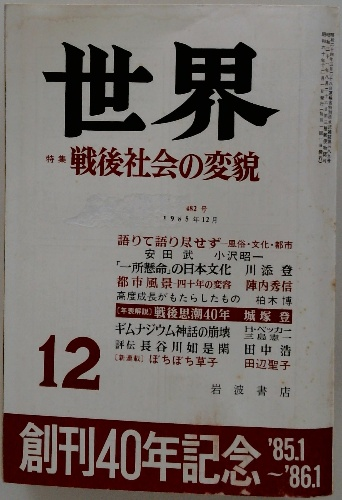 世界
特集 戦後社会の変貌
482号
1985年12月
語りて語り尽せず―風俗・文化・都市
安田武 小沢昭一
「一所懸命」の日本文化 川添登
都市風景―四十年の変容 陣内秀信
高度成長がもたらしたもの 柏木博
〔年表解説〕戦後思潮40年 城塚登
ギムナジウム神話の崩壊 H・ベッカー 三島憲一
評伝 長谷川如是閑 田中浩
〔新連載〕ぼちぼち草子 田辺聖子
12
岩波書店
創刊40年記念 '85.1～'86.1